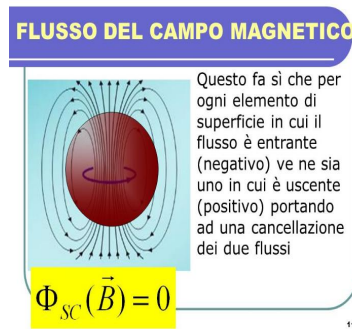 FLUSSO DEL CAMPO MAGNETICO
Questo fa sì che per
ogni elemento di
superficie in cui il
flusso è entrante
(negativo) ve ne sia
uno in cui è uscente
(positivo) portando
ad una cancellazione
dei due flussi
Φ_SC(B⃗) = 0